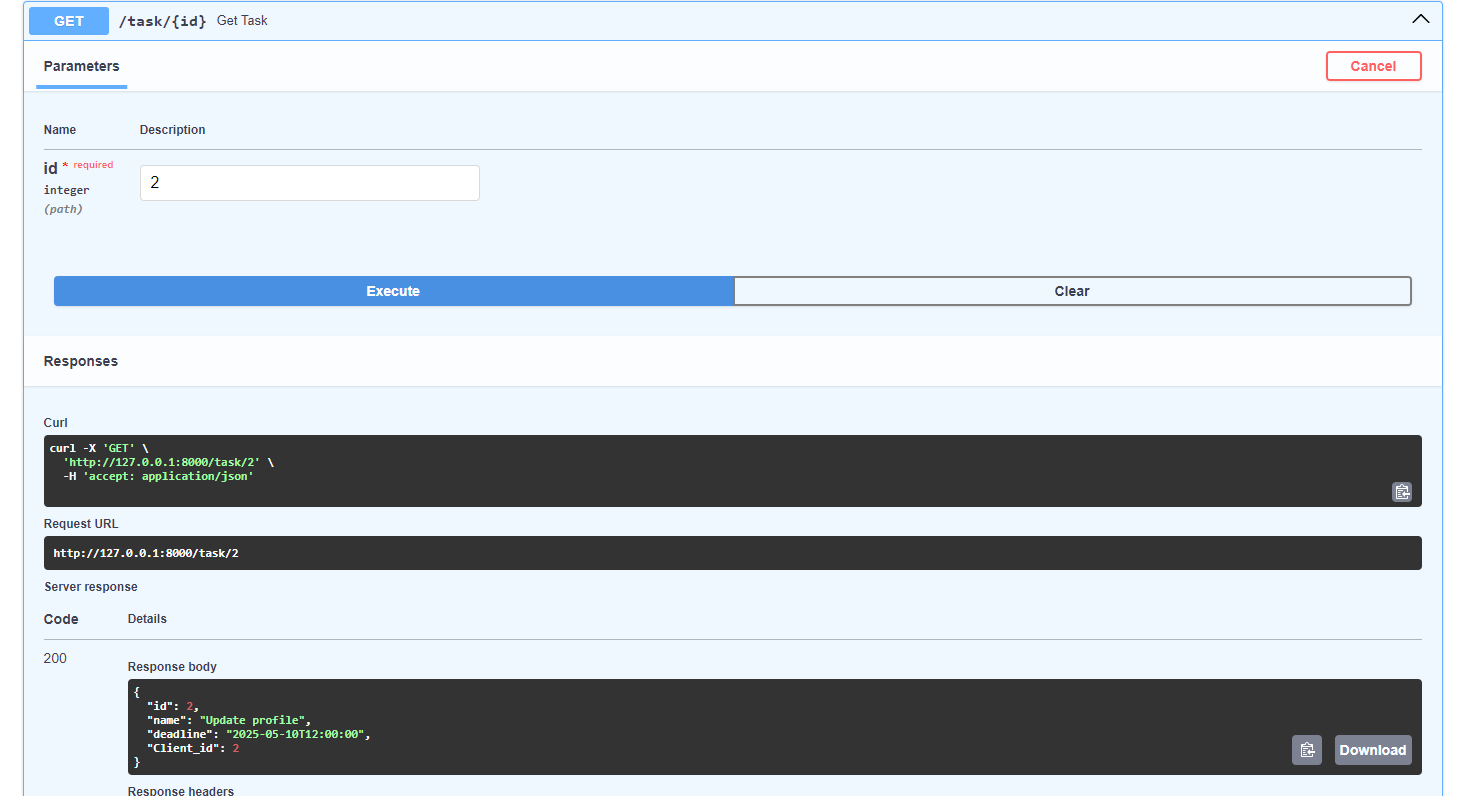 GET /task/{id} Get Task
Parameters
Cancel
Name Description
id * required
integer
(path)
2
Execute Clear
Responses
Curl
curl -X 'GET' \
  'http://127.0.0.1:8000/task/2' \
  -H 'accept: application/json'
Request URL
http://127.0.0.1:8000/task/2
Server response
Code Details
200
Response body
{
  "id": 2,
  "name": "Update profile",
  "deadline": "2025-05-10T12:00:00",
  "Client_id": 2
}
Download
Response headers